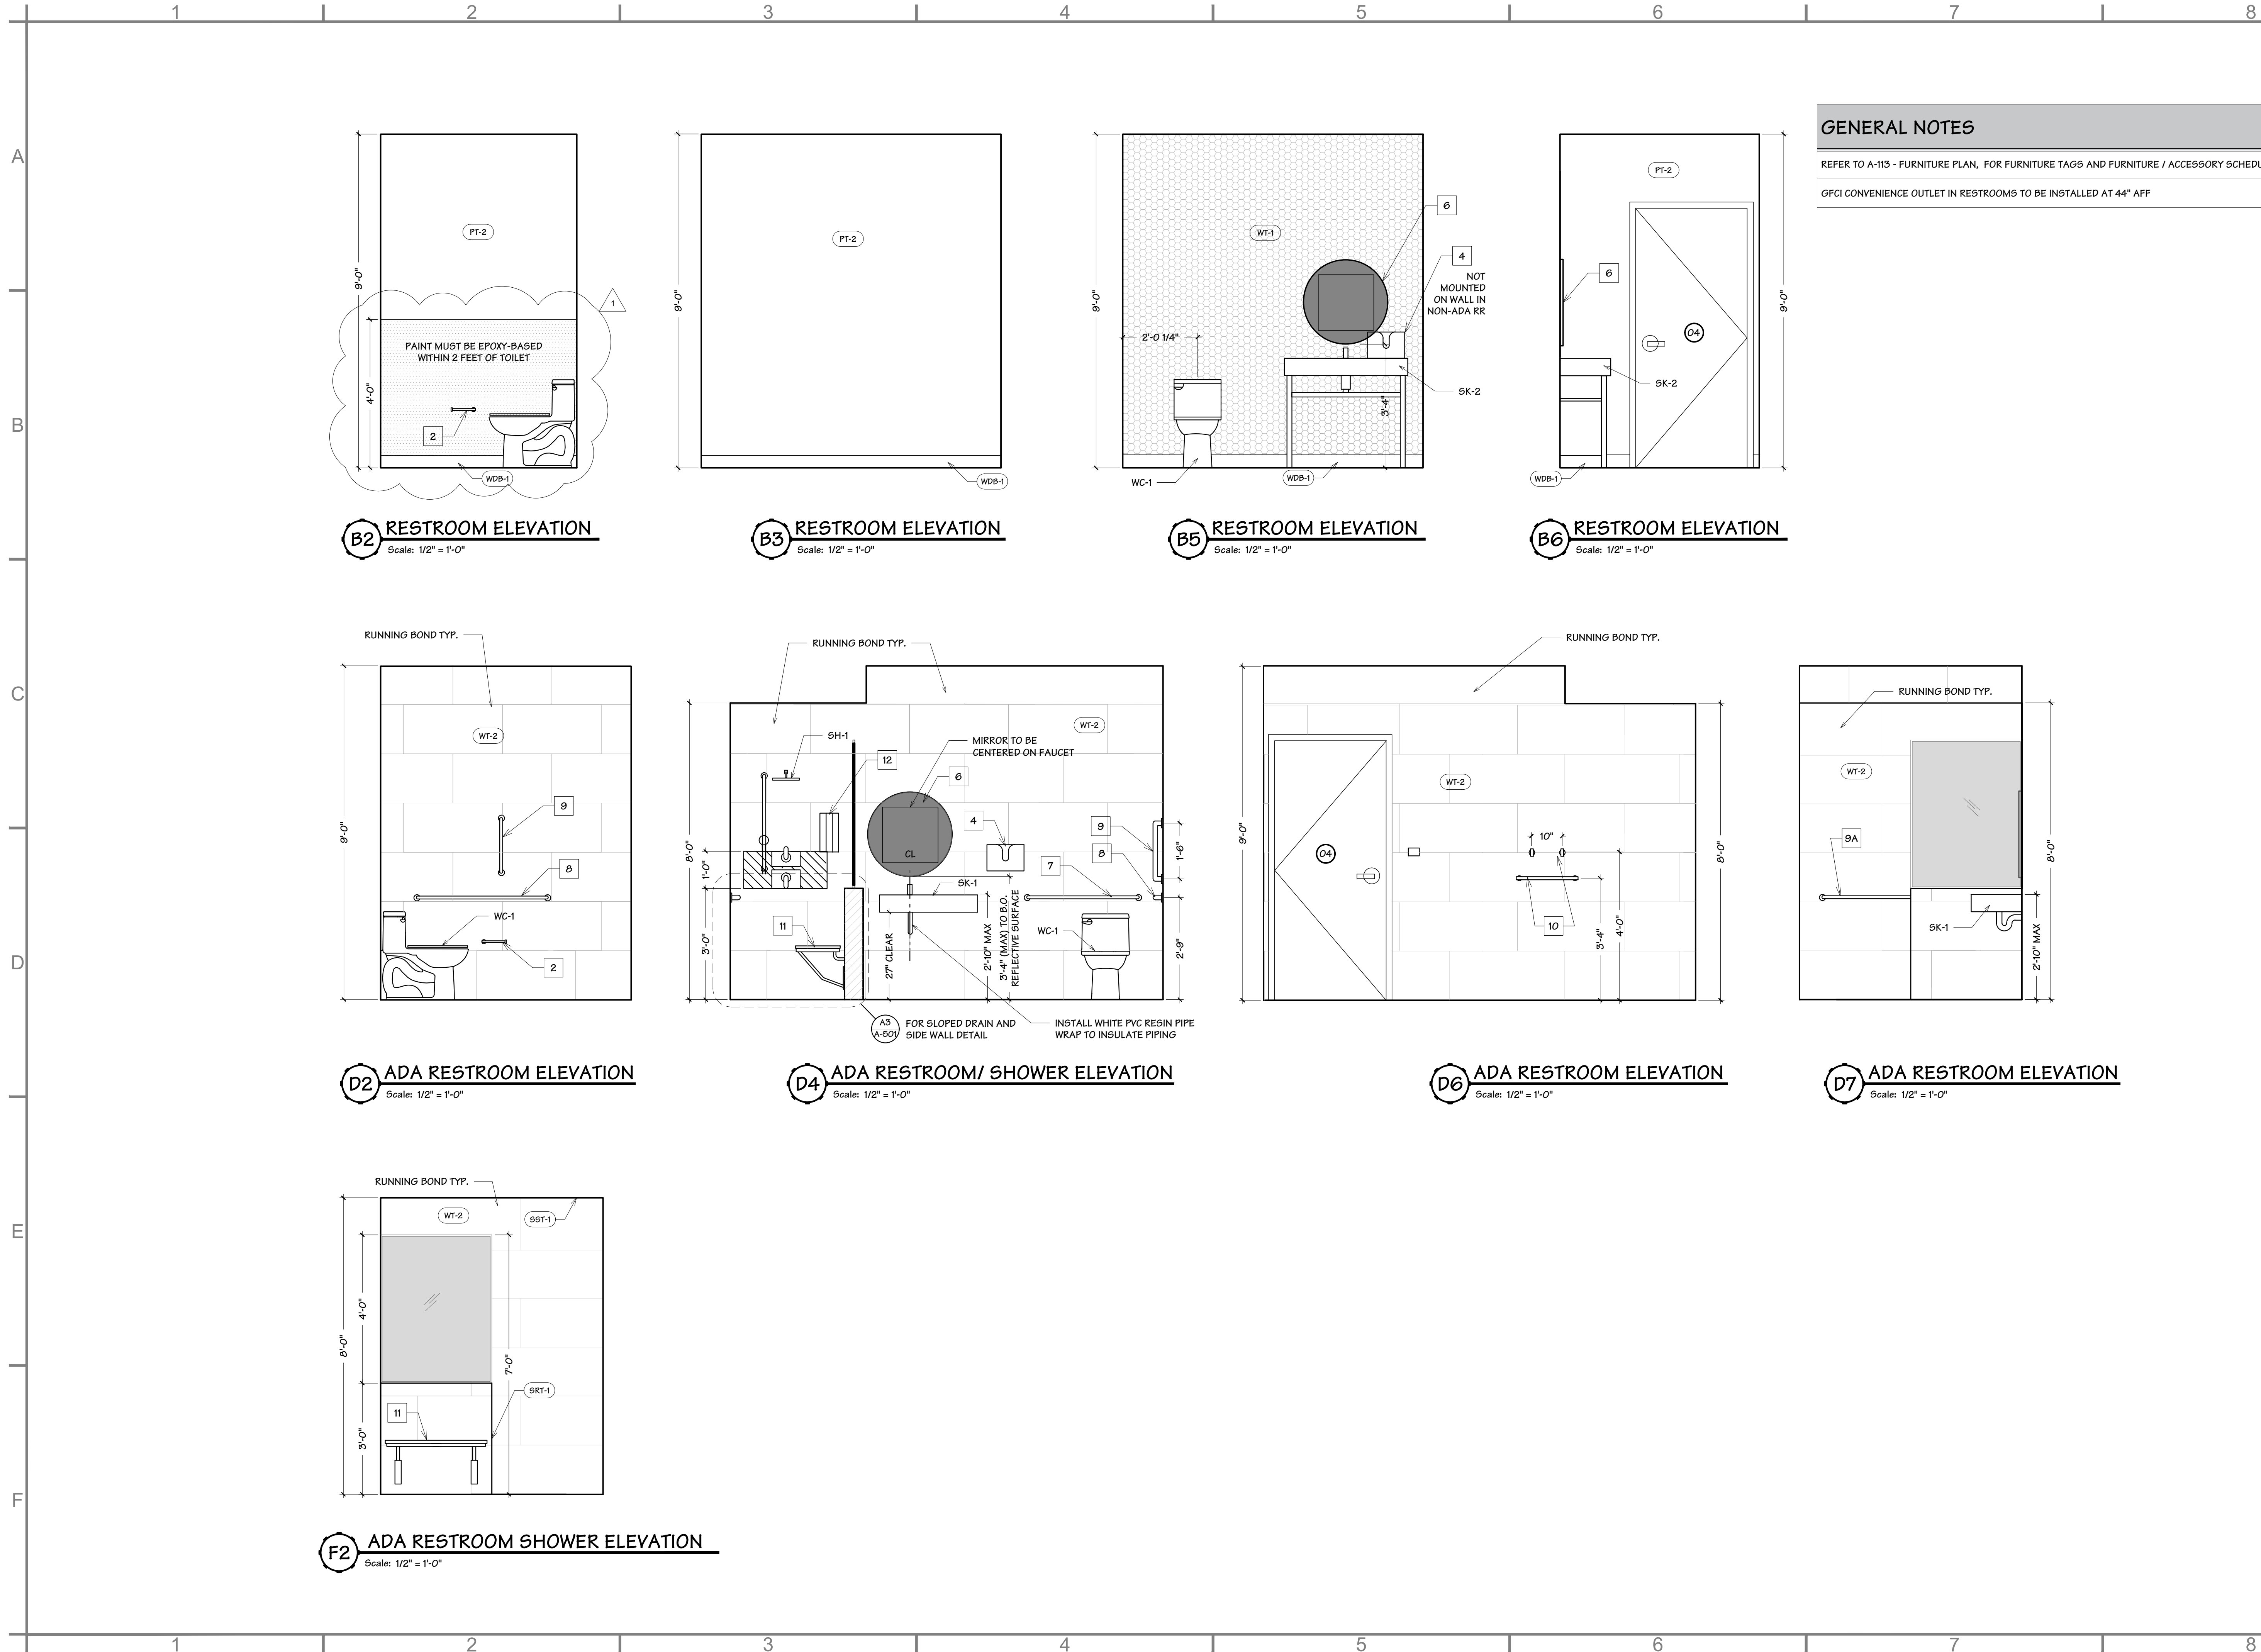 1 2 3 4 5 6 7 8
A
B
C
D
E
F
GENERAL NOTES
REFER TO A-113 - FURNITURE PLAN, FOR FURNITURE TAGS AND FURNITURE / ACCESSORY
GFCI CONVENIENCE OUTLET IN RESTROOMS TO BE INSTALLED AT 44" AFF
9'-0"
4'-0"
PT-2
1
PAINT MUST BE EPOXY-BASED
WITHIN 2 FEET OF TOILET
2
WDB-1
B2 RESTROOM ELEVATION
Scale: 1/2" = 1'-0"
9'-0"
PT-2
WDB-1
B3 RESTROOM ELEVATION
Scale: 1/2" = 1'-0"
9'-0"
WT-1
6
4
NOT
MOUNTED
ON WALL IN
NON-ADA RR
2'-0 1/4"
SK-2
3'-4"
WC-1
WDB-1
B5 RESTROOM ELEVATION
Scale: 1/2" = 1'-0"
PT-2
6
04
SK-2
9'-0"
WDB-1
B6 RESTROOM ELEVATION
Scale: 1/2" = 1'-0"
RUNNING BOND TYP.
9'-0"
WT-2
9
8
WC-1
2
D2 ADA RESTROOM ELEVATION
Scale: 1/2" = 1'-0"
RUNNING BOND TYP.
8'-0"
1'-0"
3'-0"
SH-1
12
WT-2
MIRROR TO BE
CENTERED ON FAUCET
6
CL
4
9
8
7
1'-6"
SK-1
11
27" CLEAR
2'-10" MAX
3'-4" (MAX) TO B.O.
REFLECTIVE SURFACE
WC-1
2'-9"
A3
A-501
FOR SLOPED DRAIN AND
SIDE WALL DETAIL
INSTALL WHITE PVC RESIN PIPE
WRAP TO INSULATE PIPING
D4 ADA RESTROOM/ SHOWER ELEVATION
Scale: 1/2" = 1'-0"
RUNNING BOND TYP.
9'-0"
WT-2
04
10"
10
3'-4"
4'-0"
8'-0"
D6 ADA RESTROOM ELEVATION
Scale: 1/2" = 1'-0"
RUNNING BOND TYP.
WT-2
9A
SK-1
2'-10" MAX
8'-0"
D7 ADA RESTROOM ELEVATION
Scale: 1/2" = 1'-0"
RUNNING BOND TYP.
WT-2
SST-1
8'-0"
4'-0"
3'-0"
7'-0"
SRT-1
11
F2 ADA RESTROOM SHOWER ELEVATION
Scale: 1/2" = 1'-0"
1 2 3 4 5 6 7 8